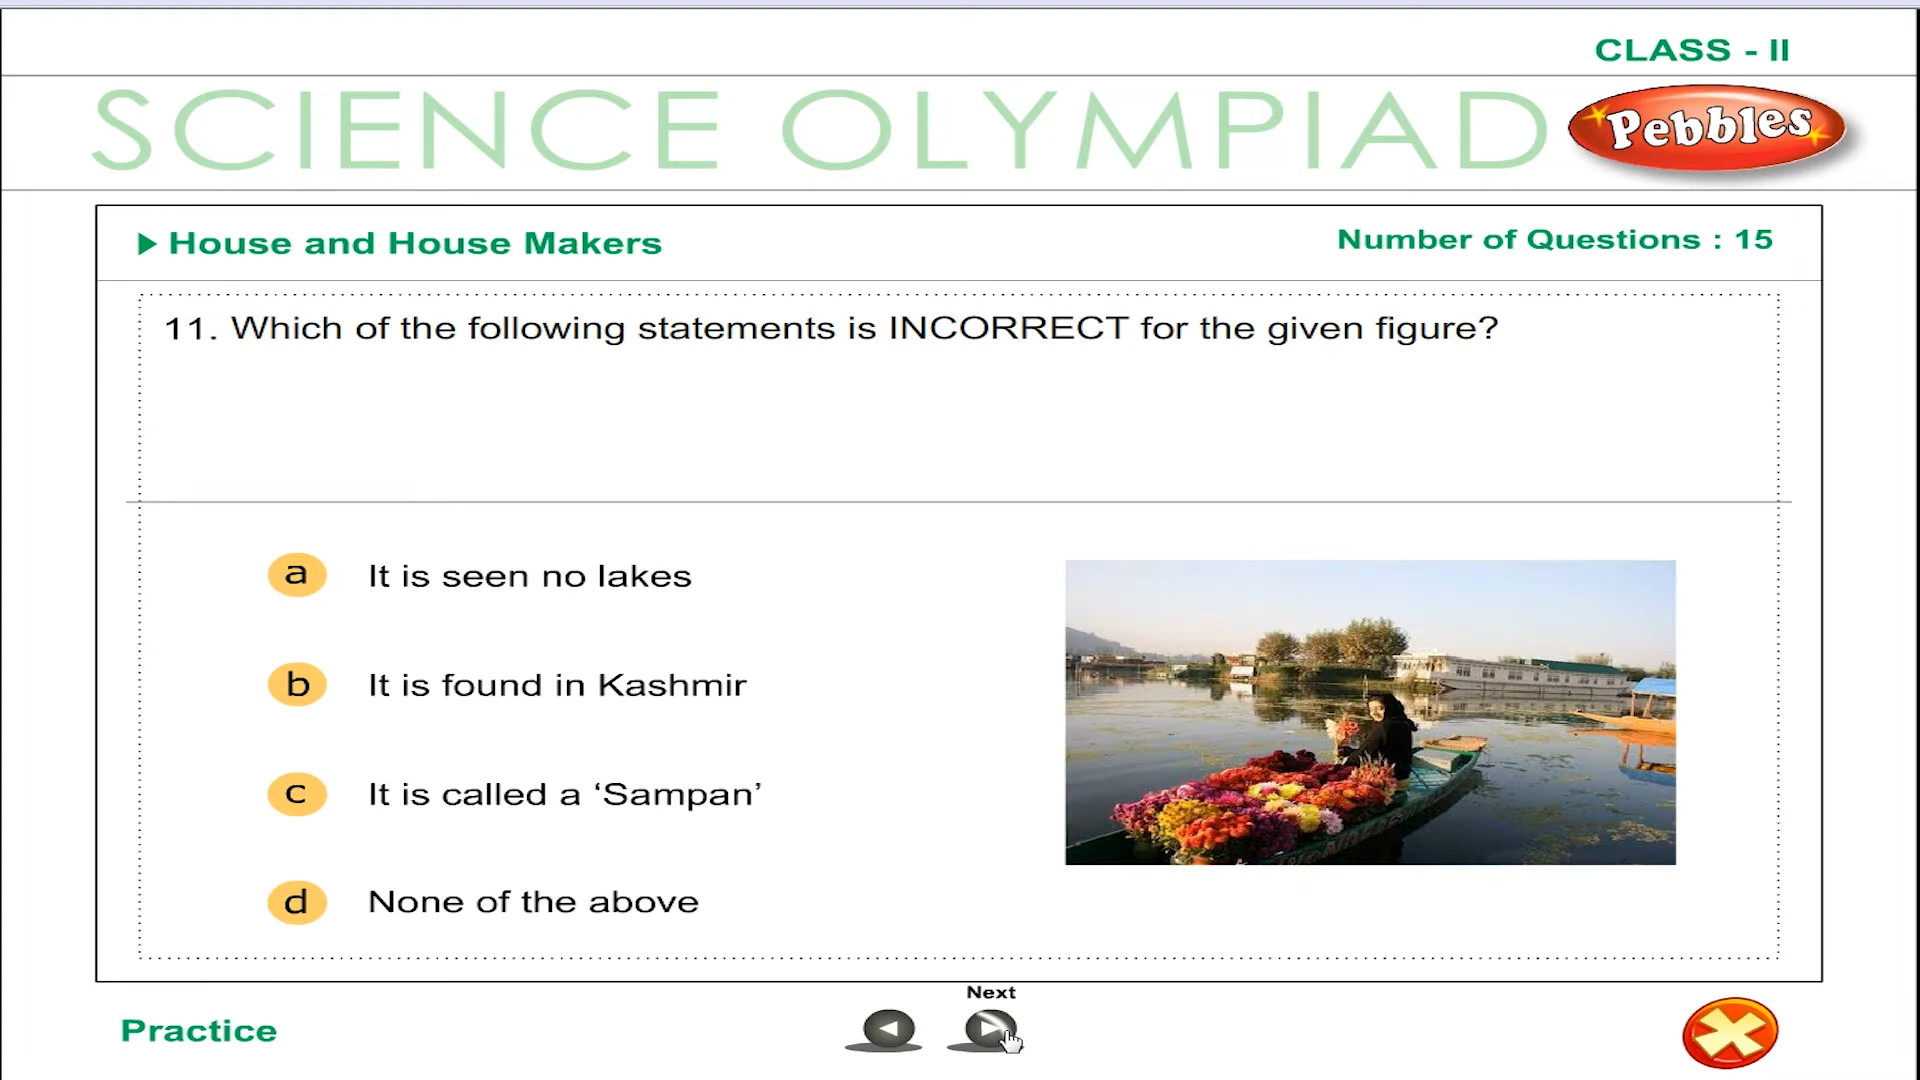 CLASS - II
SCIENCE OLYMPIAD
Pebbles
House and House Makers
Number of Questions : 15
11. Which of the following statements is INCORRECT for the given figure?
a It is seen no lakes
b It is found in Kashmir
c It is called a ‘Sampan’
d None of the above
Next
Practice